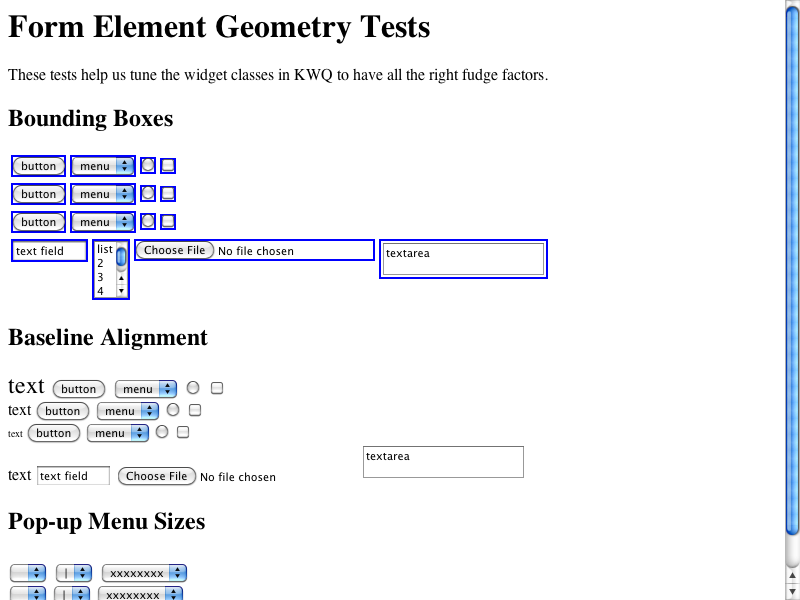 Form Element Geometry Tests
These tests help us tune the widget classes in KWQ to have all the right fudge factors.
Bounding Boxes
button menu
button menu
button menu
text field list Choose File No file chosen textarea
2
3
4
Baseline Alignment
text button menu
text button menu
text button menu
textarea
text text field Choose File No file chosen
Pop-up Menu Sizes
| xxxxxxxx
| xxxxxxxx